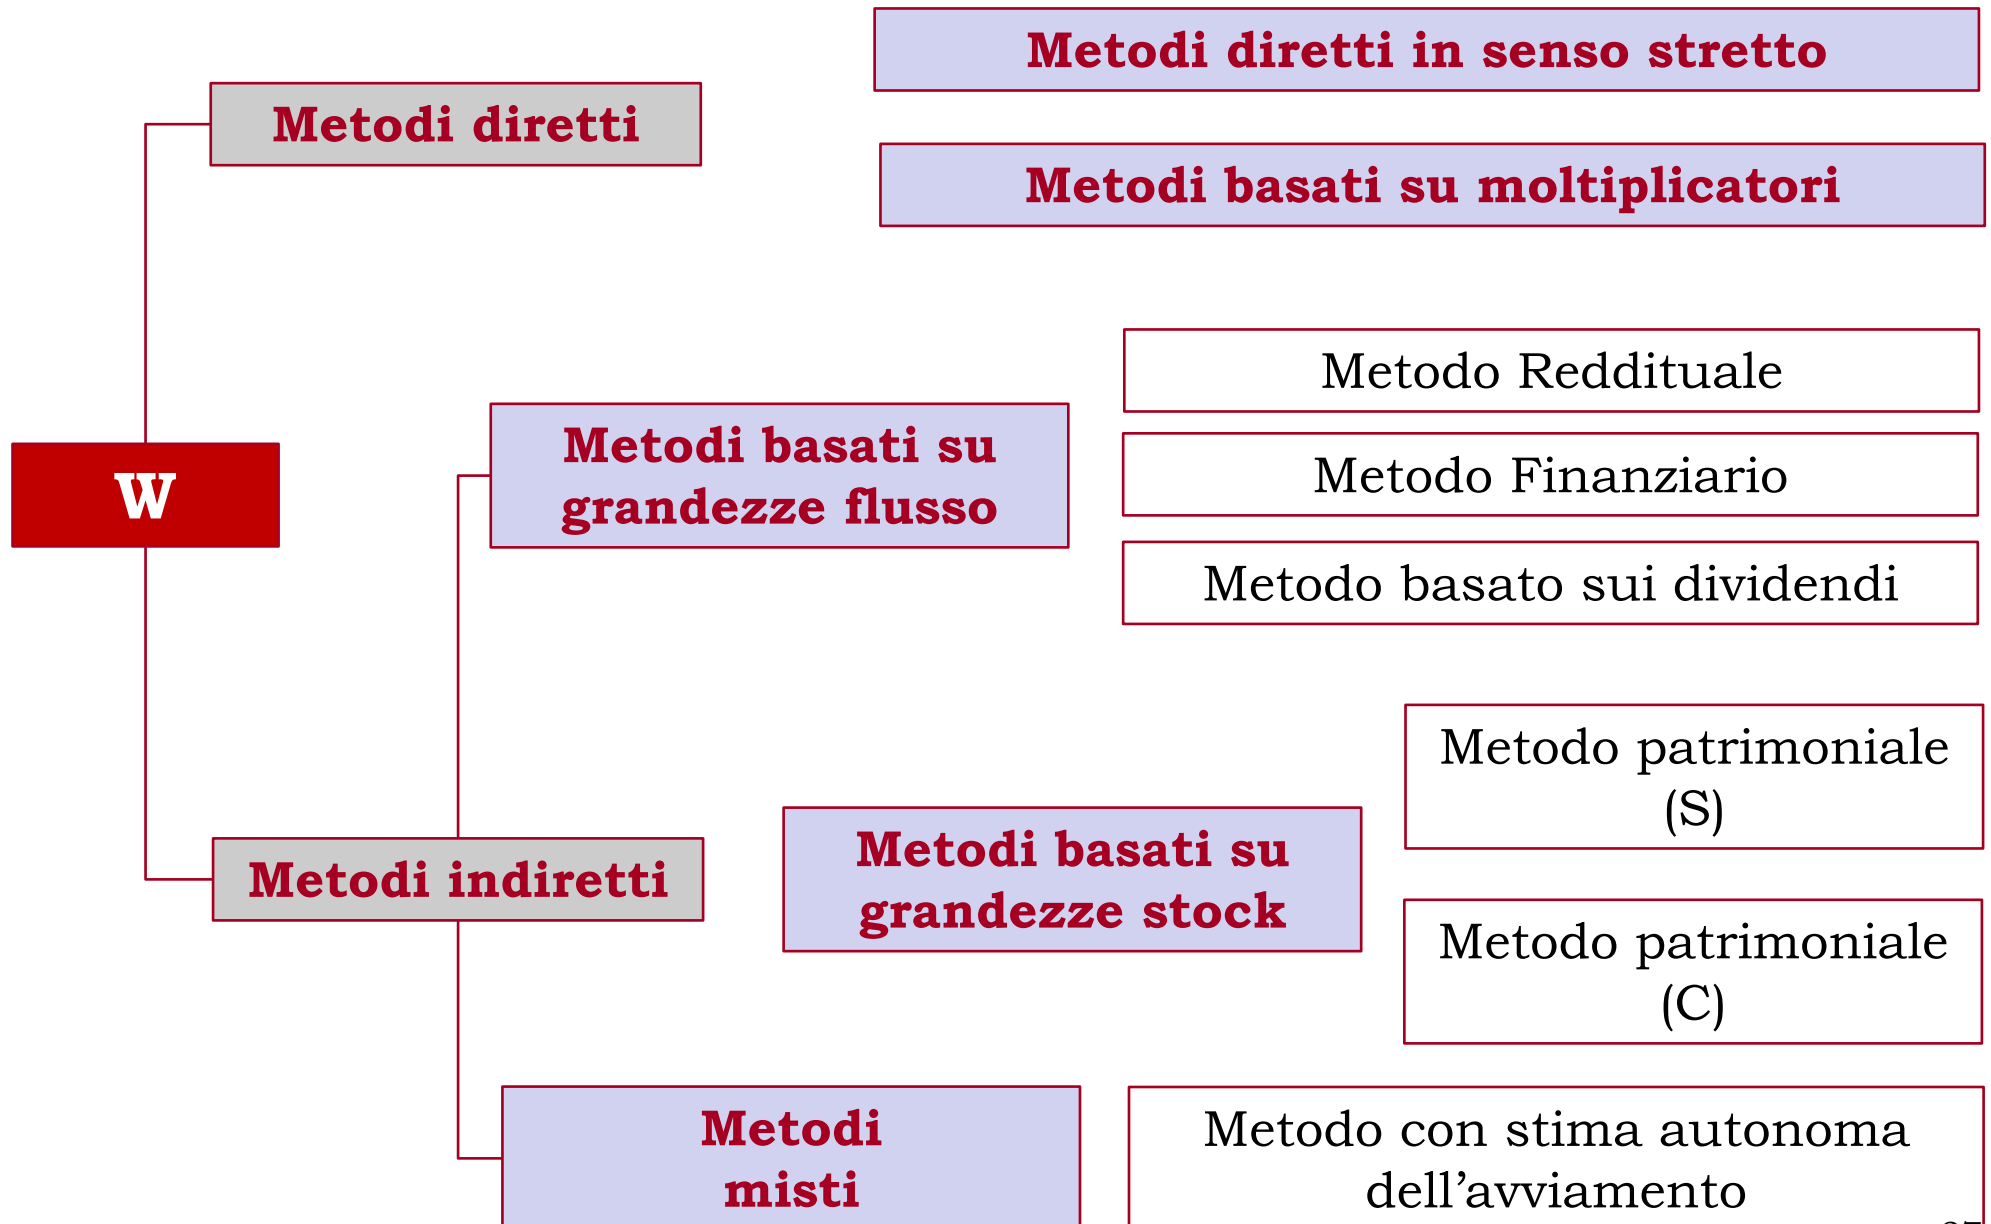 Metodi diretti in senso stretto
Metodi diretti
Metodi basati su moltiplicatori
W
Metodi basati su
grandezze flusso
Metodo Reddituale
Metodo Finanziario
Metodo basato sui dividendi
Metodi indiretti
Metodi basati su
grandezze stock
Metodo patrimoniale
(S)
Metodo patrimoniale
(C)
Metodi
misti
Metodo con stima autonoma
dell’avviamento